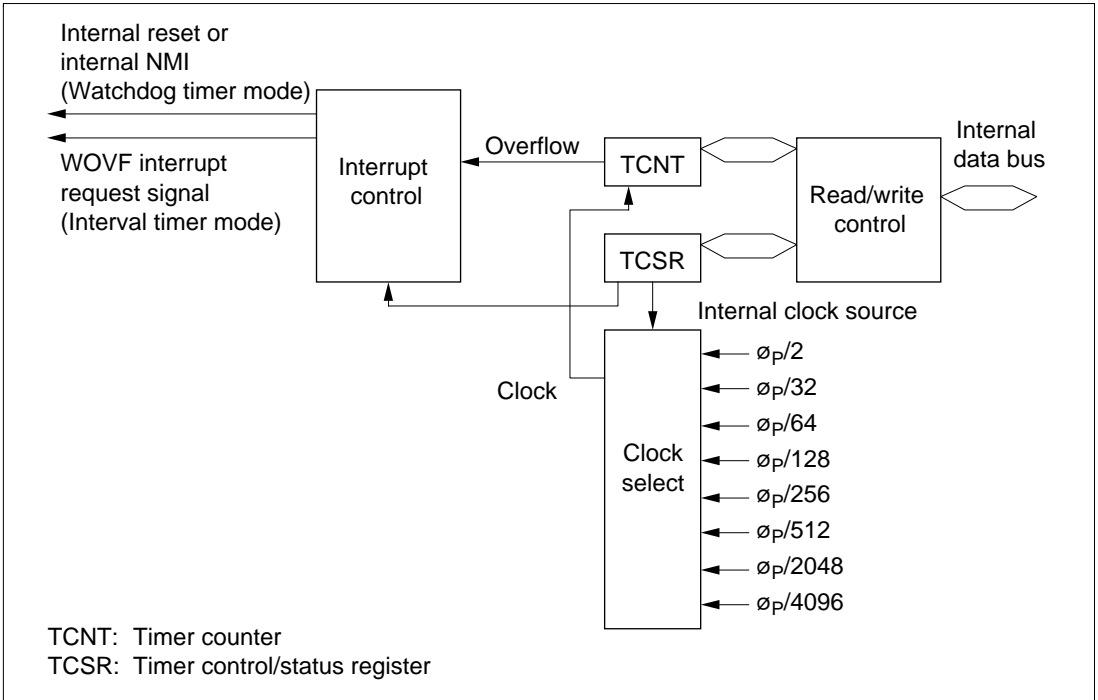 Internal reset or
internal NMI
(Watchdog timer mode)
WOVF interrupt
request signal
(Interval timer mode)
Interrupt
control
Overflow
TCNT
TCSR
Read/write
control
Internal
data bus
Internal clock source
Clock
Clock
select
øP/2
øP/32
øP/64
øP/128
øP/256
øP/512
øP/2048
øP/4096
TCNT: Timer counter
TCSR: Timer control/status register